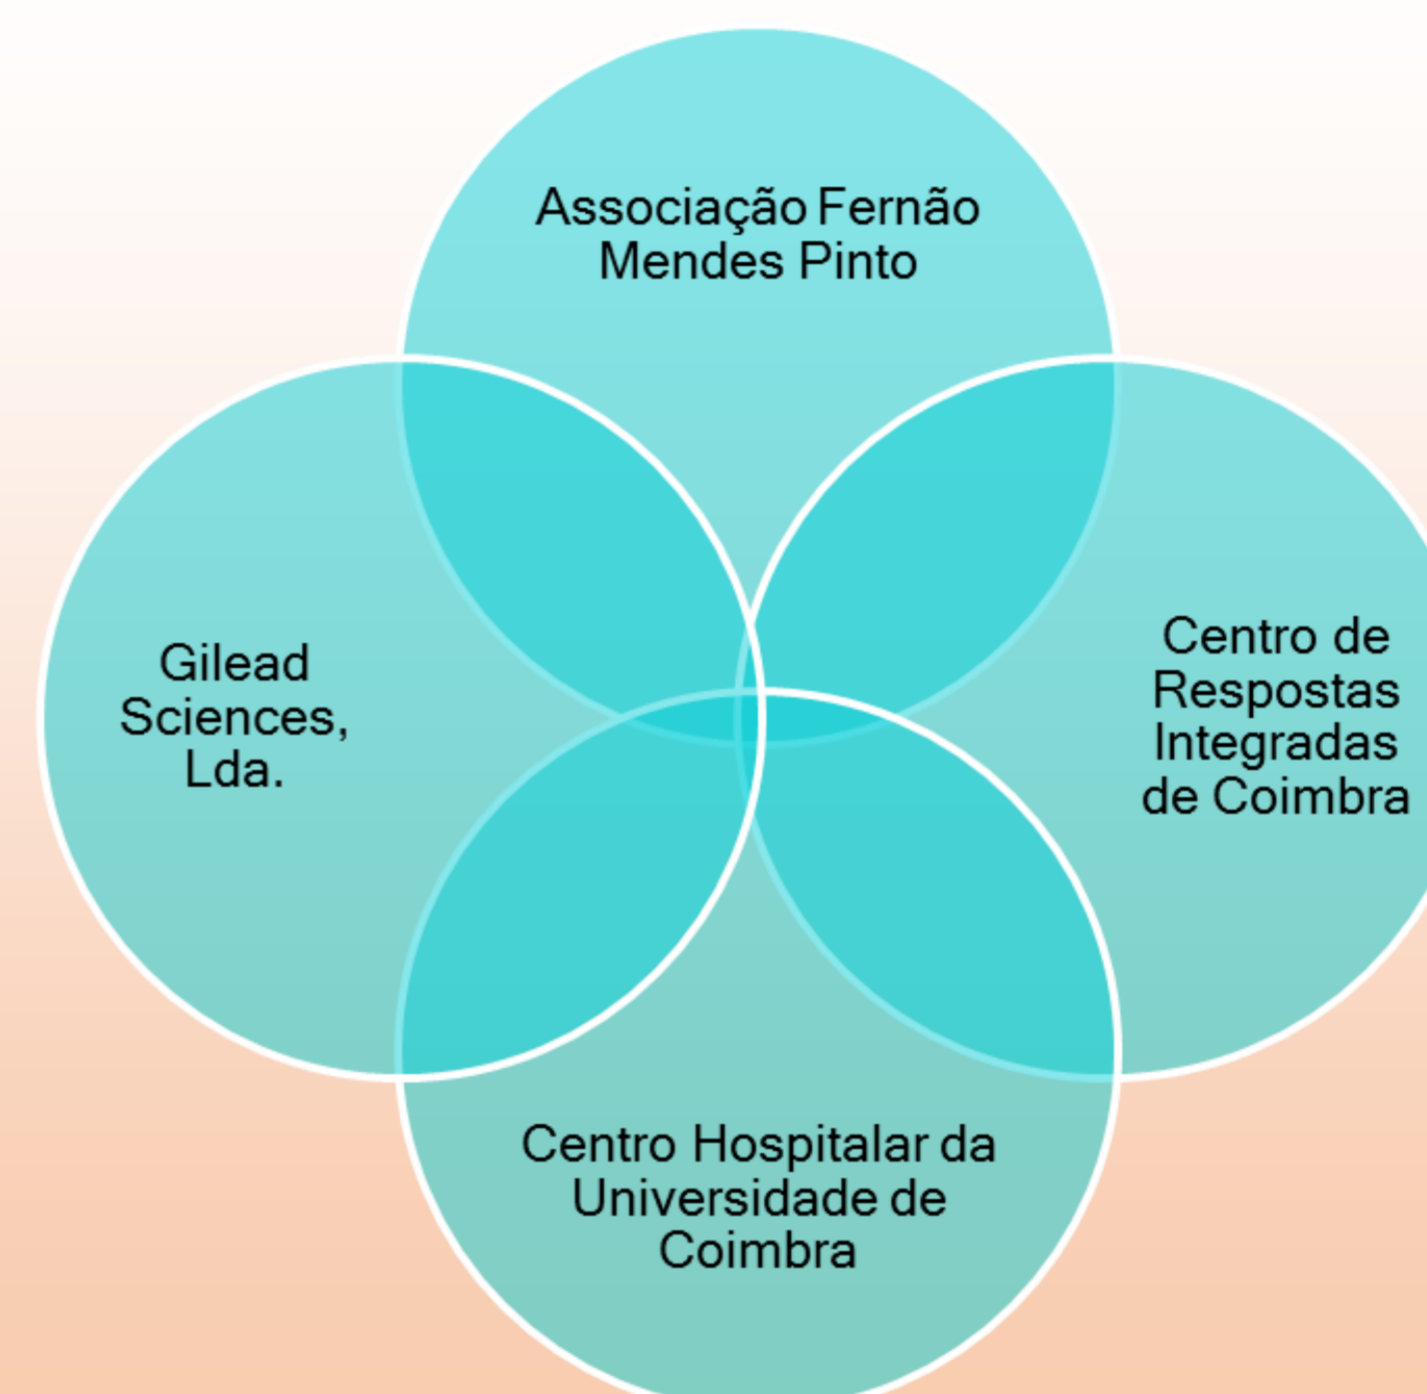 Associação Fernão
Mendes Pinto
Gilead
Sciences,
Lda.
Centro de
Respostas
Integradas
de Coimbra
Centro Hospitalar da
Universidade de
Coimbra